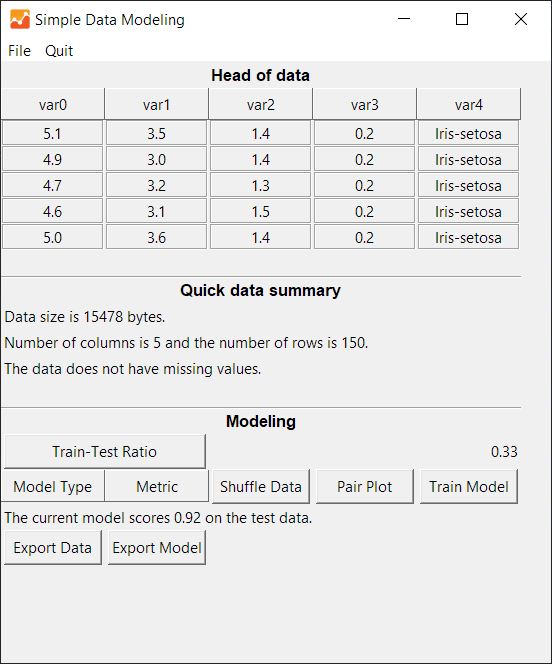 Simple Data Modeling
File Quit
Head of data
var0 var1 var2 var3 var4
5.1 3.5 1.4 0.2 Iris-setosa
4.9 3.0 1.4 0.2 Iris-setosa
4.7 3.2 1.3 0.2 Iris-setosa
4.6 3.1 1.5 0.2 Iris-setosa
5.0 3.6 1.4 0.2 Iris-setosa
Quick data summary
Data size is 15478 bytes.
Number of columns is 5 and the number of rows is 150.
The data does not have missing values.
Modeling
Train-Test Ratio 0.33
Model Type Metric Shuffle Data Pair Plot Train Model
The current model scores 0.92 on the test data.
Export Data Export Model